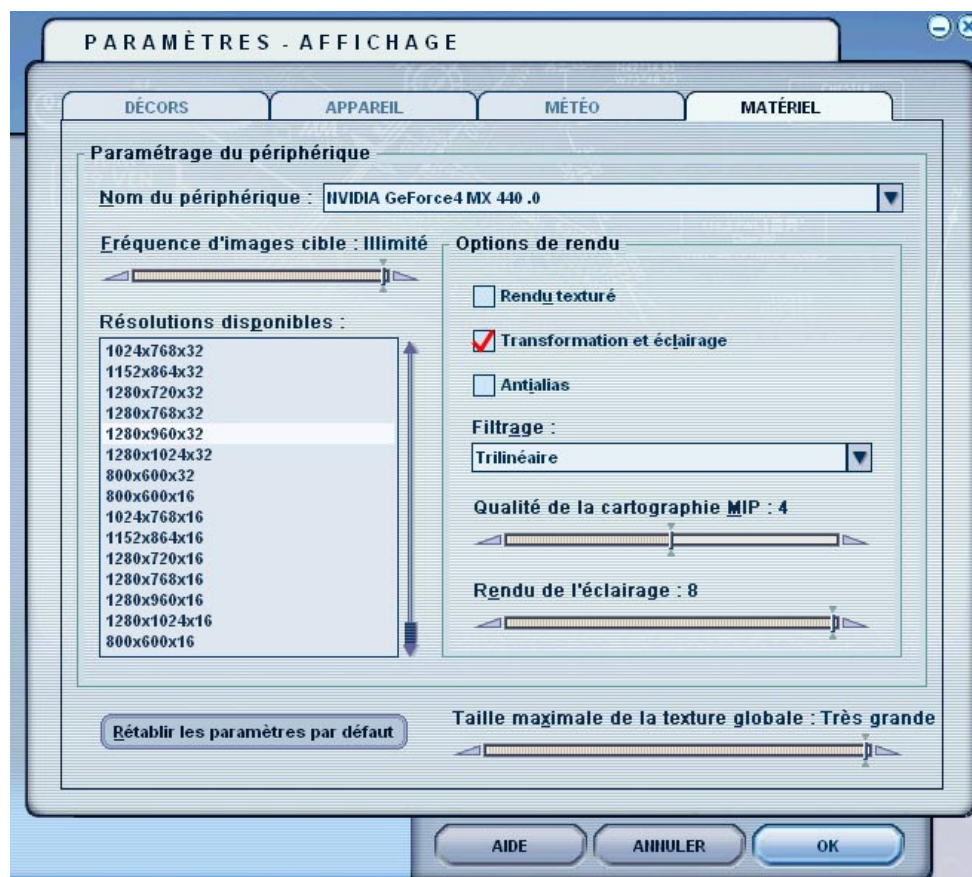 PARAMÈTRES - AFFICHAGE
DÉCORS APPAREIL MÉTÉO MATÉRIEL
Paramétrage du périphérique
Nom du périphérique : NVIDIA GeForce4 MX 440 .0
Fréquence d'images cible : Illimité
Résolutions disponibles :
1024x768x32
1152x864x32
1280x720x32
1280x768x32
1280x960x32
1280x1024x32
800x600x32
800x600x16
1024x768x16
1152x864x16
1280x720x16
1280x768x16
1280x960x16
1280x1024x16
800x600x16
Options de rendu
Rendu texturé
Transformation et éclairage
Antialias
Filtrage :
Trilinéaire
Qualité de la cartographie MIP : 4
Rendu de l'éclairage : 8
Rétablir les paramètres par défaut
Taille maximale de la texture globale : Très grande
AIDE ANNULER OK